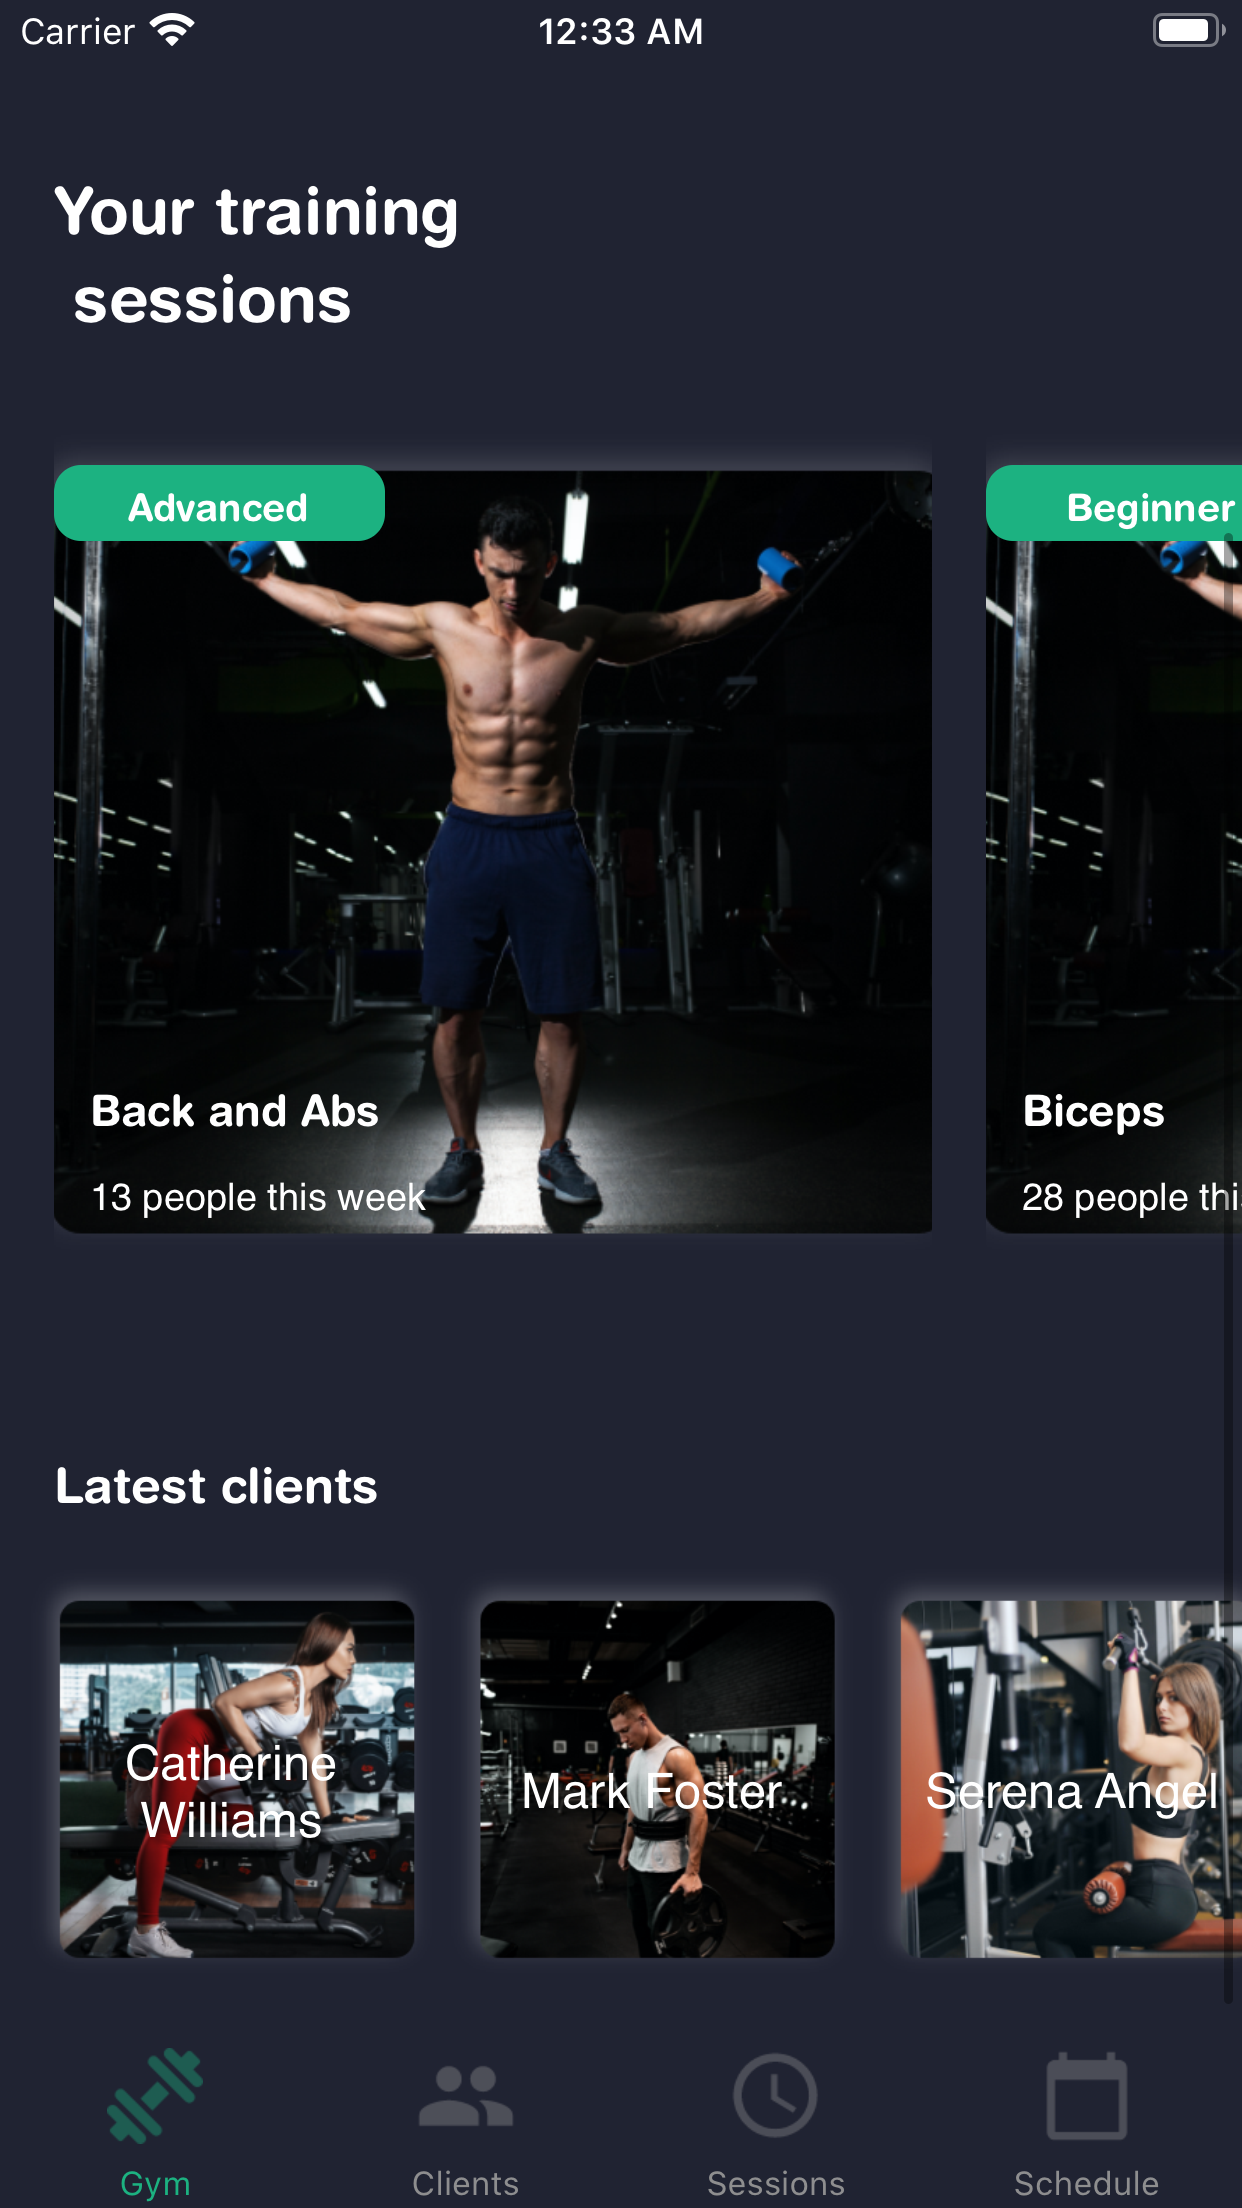 Carrier
12:33 AM
Your training
sessions
Advanced
Beginner
Back and Abs
Biceps
13 people this week
28 people thi
Latest clients
Catherine
Williams
Mark Foster
Serena Angel
Gym
Clients
Sessions
Schedule